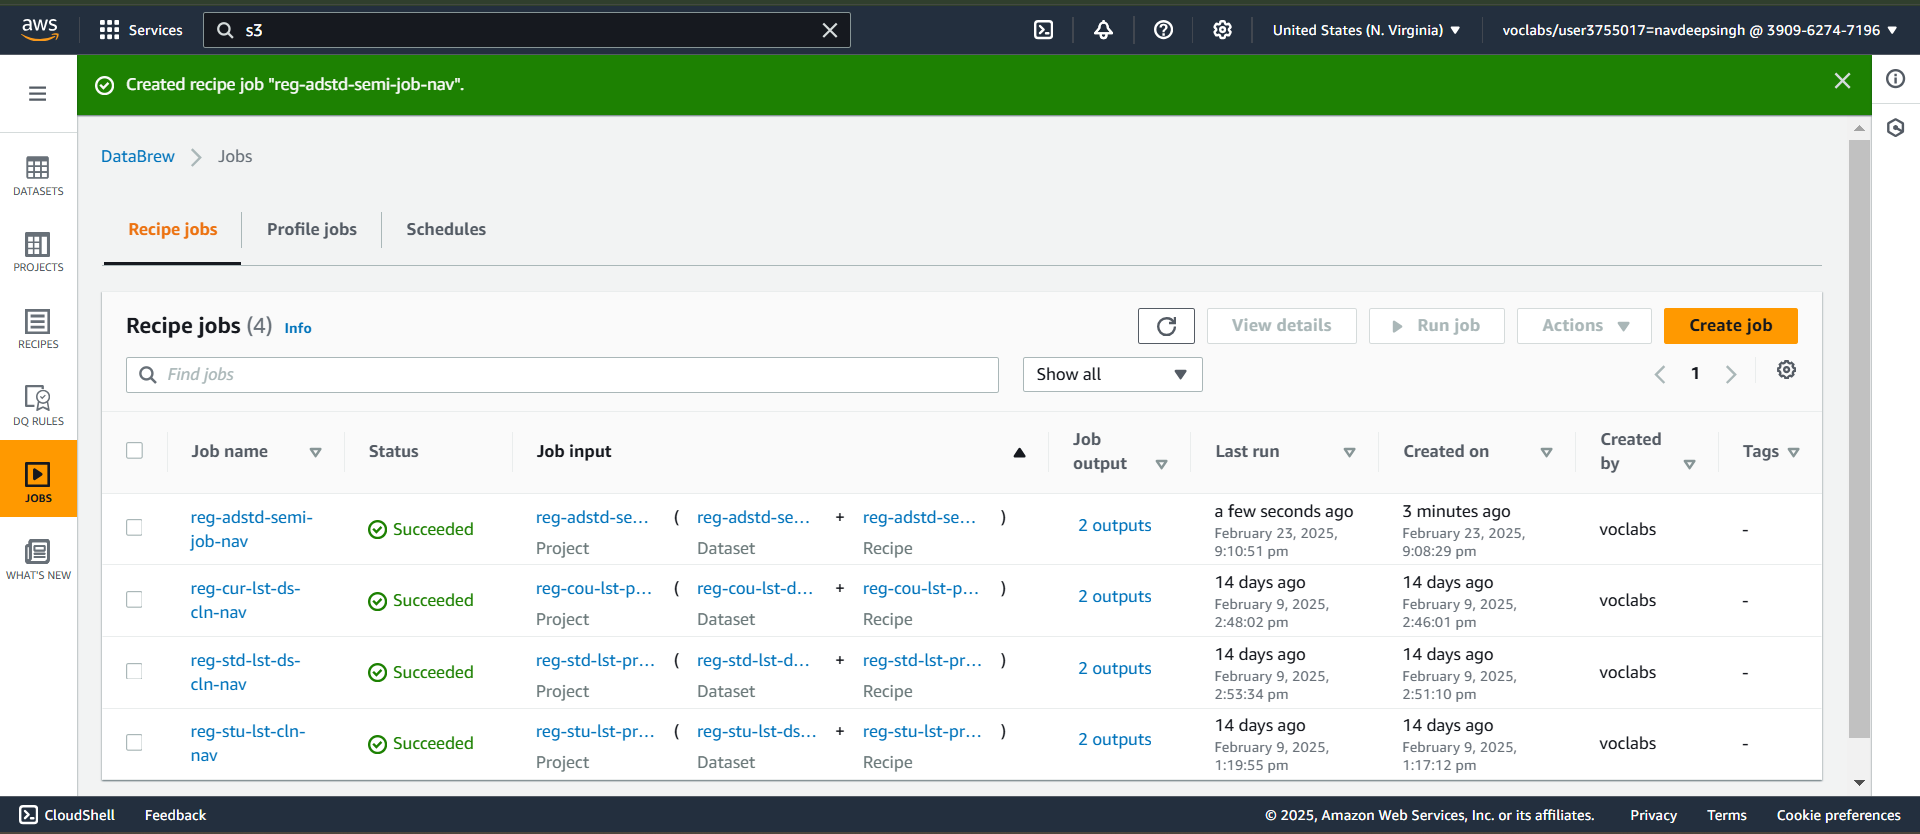 aws
Services
s3
United States (N. Virginia)
voclabs/user3755017=navdeepsingh @ 3909-6274-7196
Created recipe job "reg-adstd-semi-job-nav".
DATASETS
PROJECTS
RECIPES
DQ RULES
JOBS
WHAT'S NEW
DataBrew
Jobs
Recipe jobs
Profile jobs
Schedules
Recipe jobs (4) Info
View details
Run job
Actions
Create job
Find jobs
Show all
1
Job name
Status
Job input
Job
output
Last run
Created on
Created
by
Tags
reg-adstd-semi-
job-nav
Succeeded
reg-adstd-se... ( reg-adstd-se... + reg-adstd-se... )
Project Dataset Recipe
2 outputs
a few seconds ago
February 23, 2025,
9:10:51 pm
3 minutes ago
February 23, 2025,
9:08:29 pm
voclabs
-
reg-cur-lst-ds-
cln-nav
Succeeded
reg-cou-lst-p... ( reg-cou-lst-d... + reg-cou-lst-p... )
Project Dataset Recipe
2 outputs
14 days ago
February 9, 2025,
2:48:02 pm
14 days ago
February 9, 2025,
2:46:01 pm
voclabs
-
reg-std-lst-ds-
cln-nav
Succeeded
reg-std-lst-pr... ( reg-std-lst-d... + reg-std-lst-pr... )
Project Dataset Recipe
2 outputs
14 days ago
February 9, 2025,
2:53:34 pm
14 days ago
February 9, 2025,
2:51:10 pm
voclabs
-
reg-stu-lst-cln-
nav
Succeeded
reg-stu-lst-pr... ( reg-stu-lst-ds... + reg-stu-lst-pr... )
Project Dataset Recipe
2 outputs
14 days ago
February 9, 2025,
1:19:55 pm
14 days ago
February 9, 2025,
1:17:12 pm
voclabs
-
CloudShell
Feedback
© 2025, Amazon Web Services, Inc. or its affiliates.
Privacy
Terms
Cookie preferences